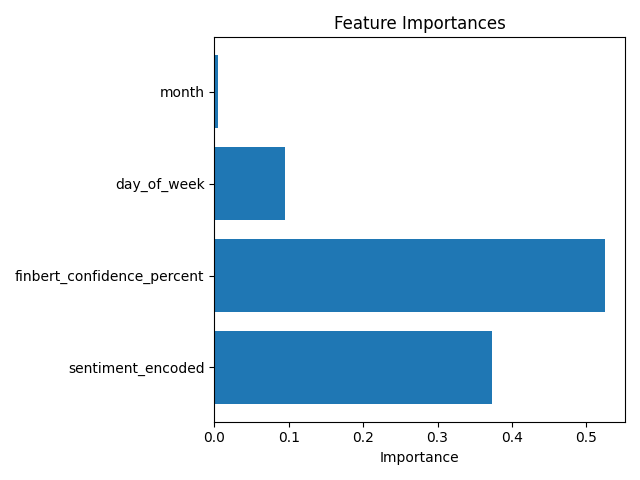 Feature Importances
month
day_of_week
finbert_confidence_percent
sentiment_encoded
0.0 0.1 0.2 0.3 0.4 0.5
Importance